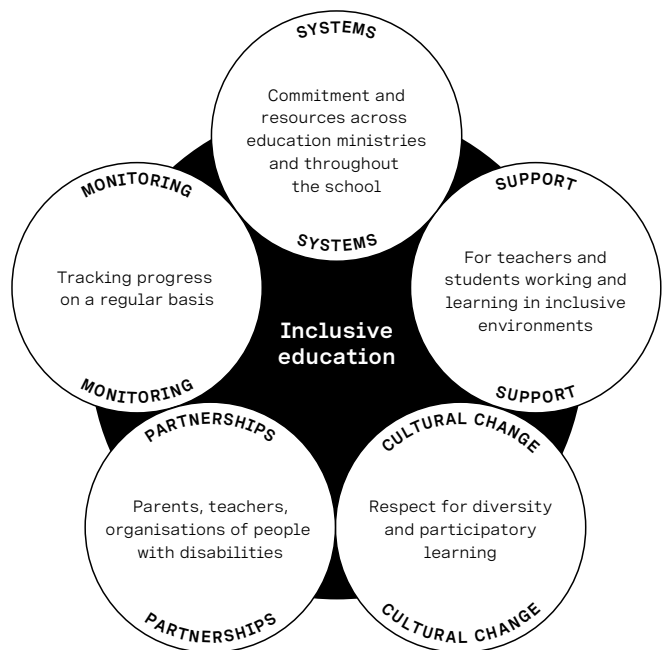 SYSTEMS
Commitment and
resources across
education ministries
and throughout
the school
SYSTEMS
MONITORING
Tracking progress
on a regular basis
MONITORING
SUPPORT
For teachers and
students working and
learning in inclusive
environments
SUPPORT
Inclusive
education
PARTNERSHIPS
Parents, teachers,
organisations of people
with disabilities
PARTNERSHIPS
CULTURAL CHANGE
Respect for diversity
and participatory
learning
CULTURAL CHANGE